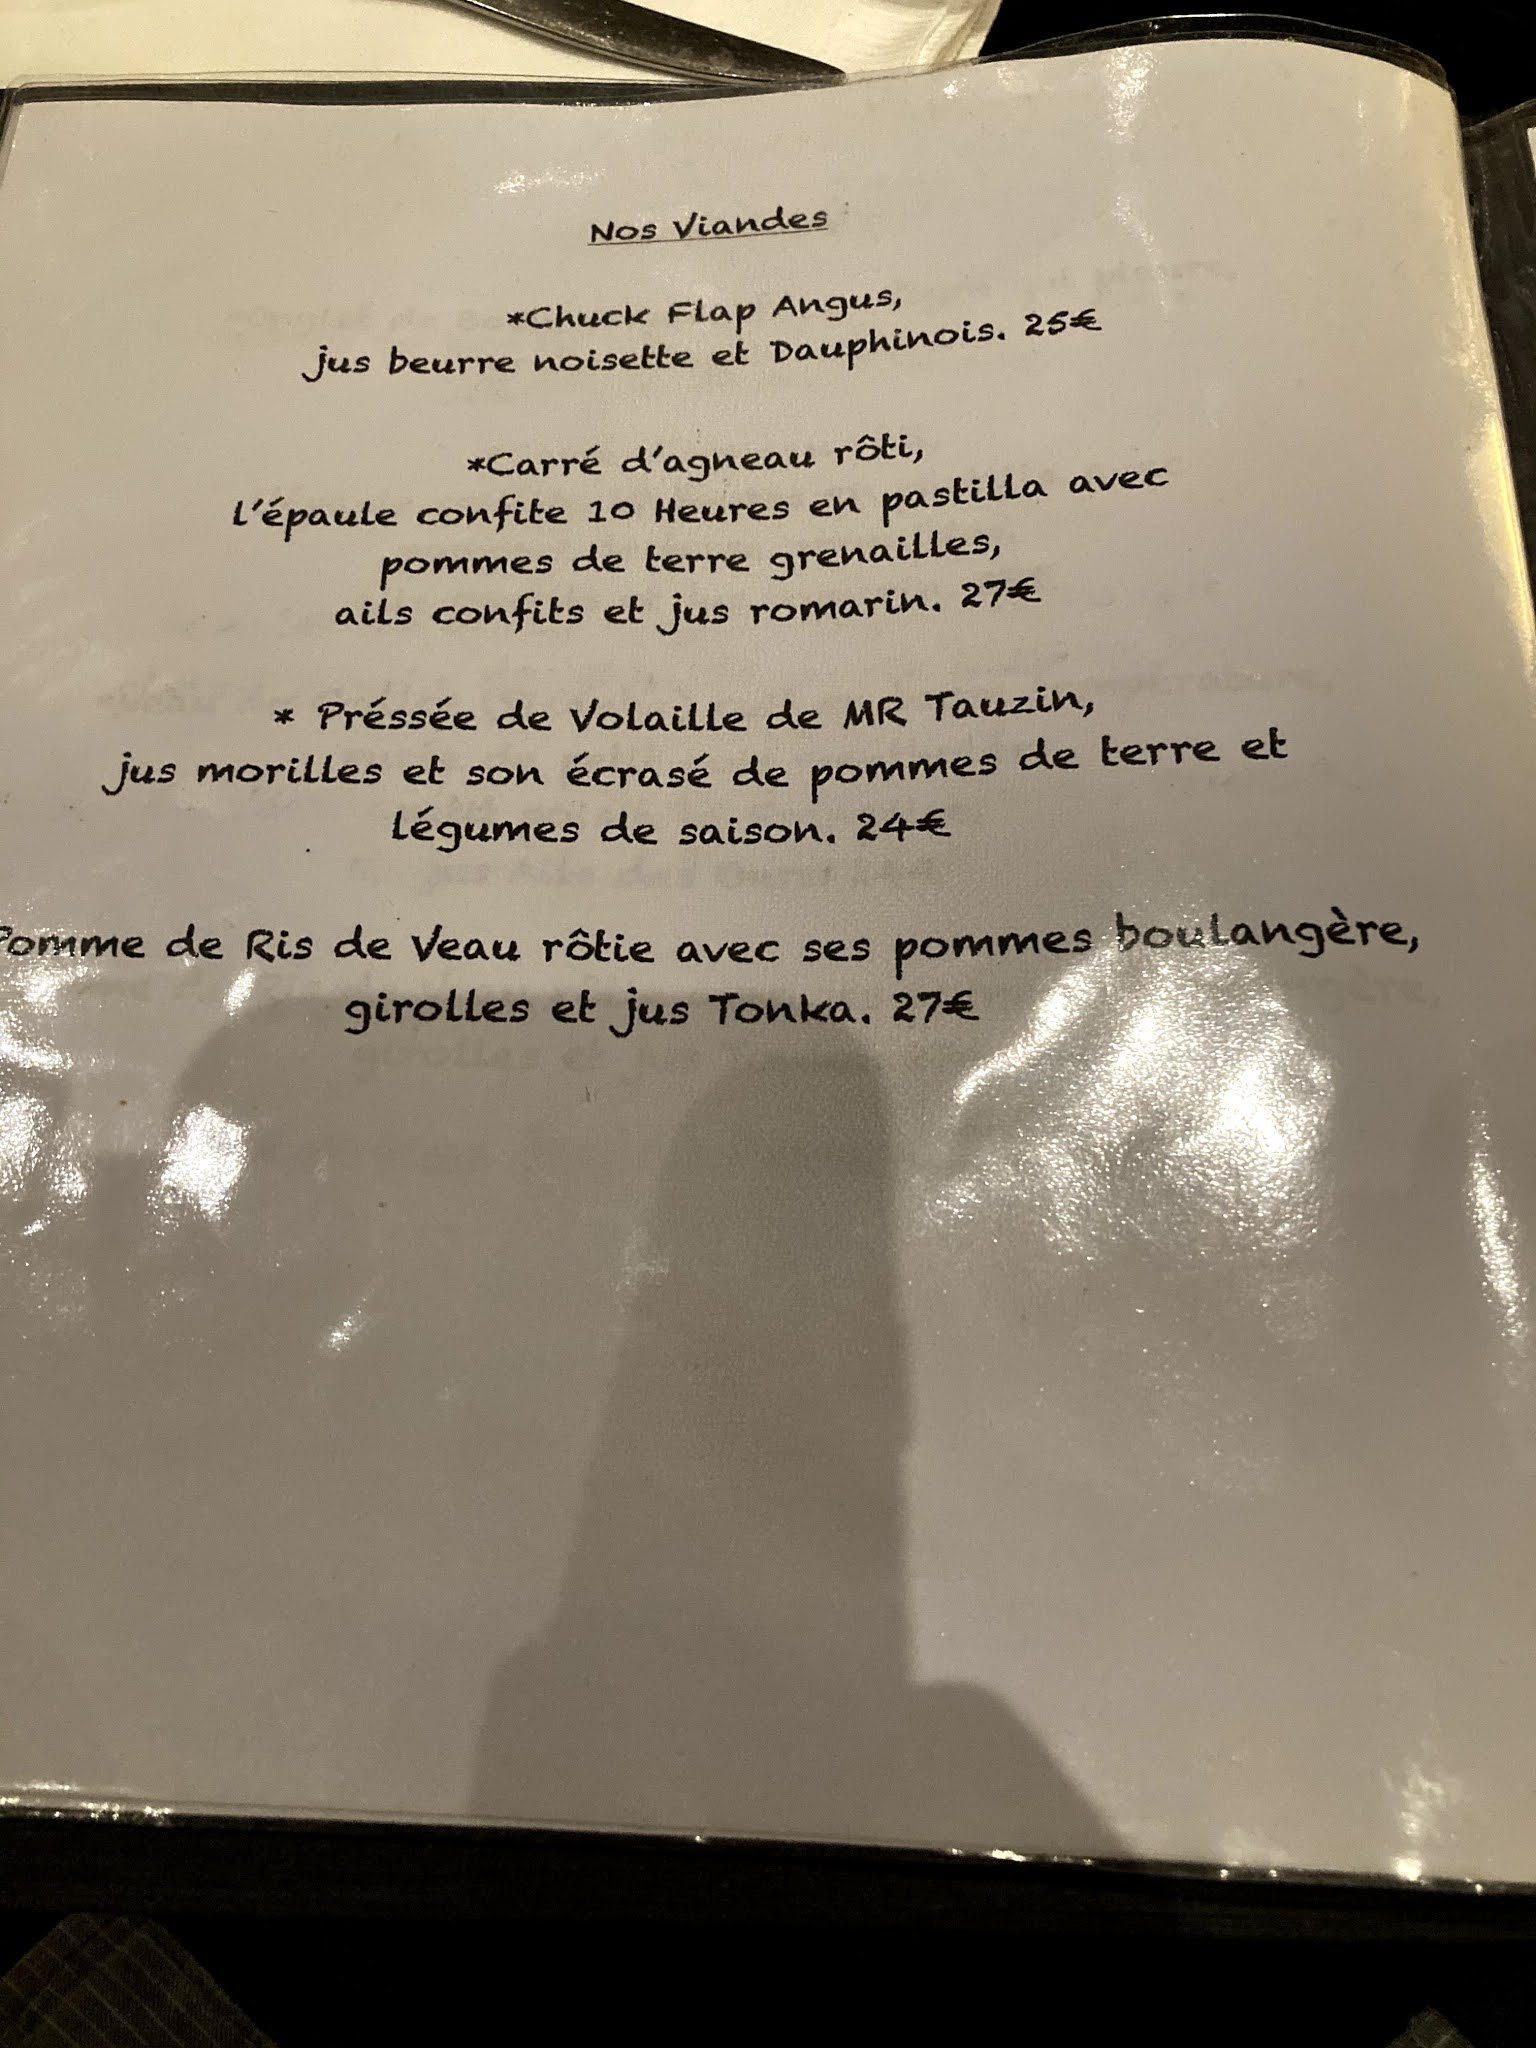 Nos Viandes
*Chuck Flap Angus,
jus beurre noisette et Dauphinois. 25€
*Carré d'agneau rôti,
l'épaule confite 10 Heures en pastilla avec
pommes de terre grenailles,
ails confits et jus romarin. 27€
* Préssée de Volaille de MR Tauzin,
jus morilles et son écrasé de pommes de terre et
légumes de saison. 24€
Pomme de Ris de Veau rôtie avec ses pommes boulangère,
girolles et jus Tonka. 27€